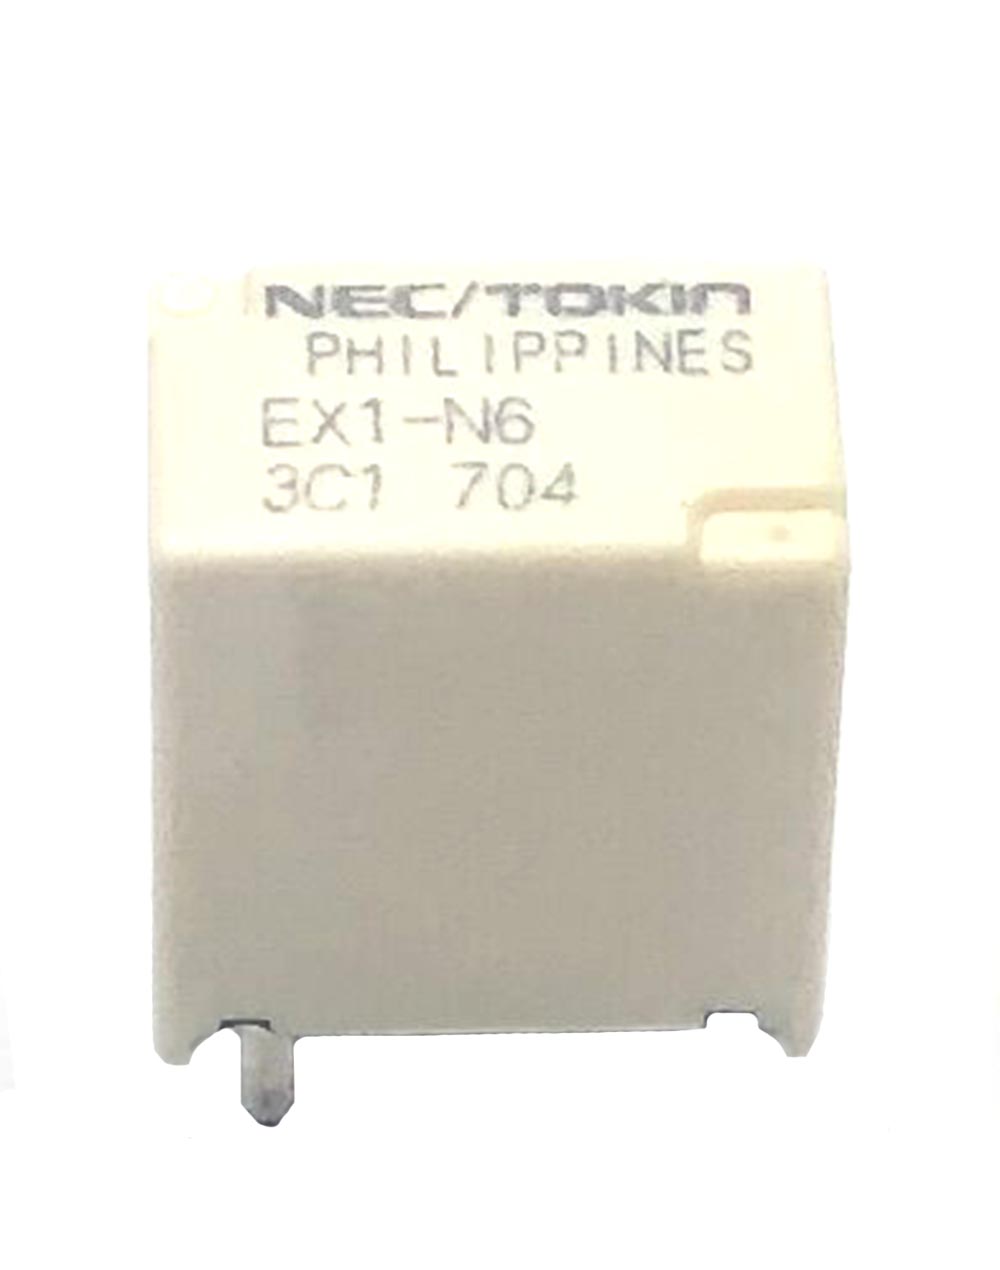 NEC/TOKIN
PHILIPPINES
EX1-N6
3C1 704